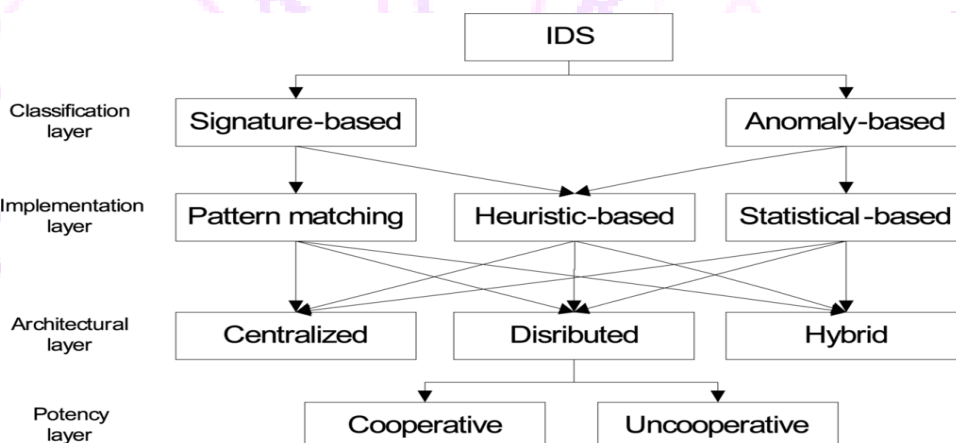 IDS
Classification
layer
Signature-based
Anomaly-based
Implementation
layer
Pattern matching
Heuristic-based
Statistical-based
Architectural
layer
Centralized
Disributed
Hybrid
Potency
layer
Cooperative
Uncooperative